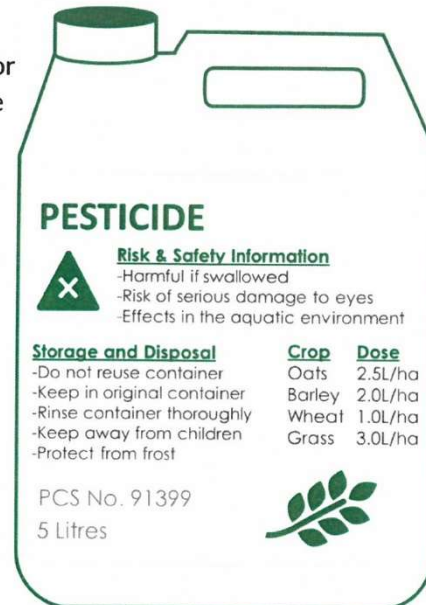 or
e
PESTICIDE
Risk & Safety Information
-Harmful if swallowed
-Risk of serious damage to eyes
-Effects in the aquatic environment
Storage and Disposal
-Do not reuse container
-Keep in original container
-Rinse container thoroughly
-Keep away from children
-Protect from frost
Crop Dose
Oats 2.5L/ha
Barley 2.0L/ha
Wheat 1.0L/ha
Grass 3.0L/ha
PCS No. 91399
5 Litres